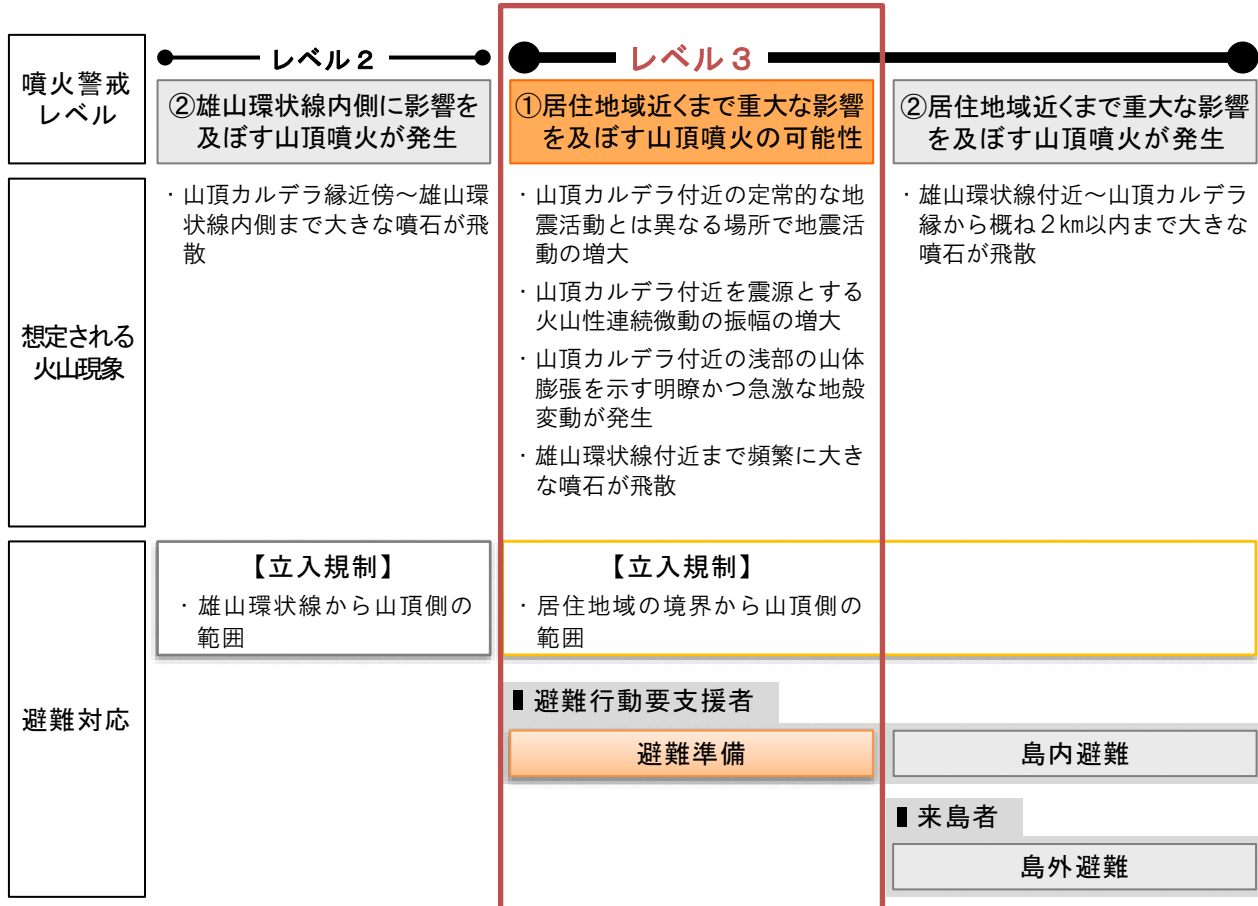 噴火警戒
レベル
レベル２
レベル３
②雄山環状線内側に影響を
及ぼす山頂噴火が発生
①居住地域近くまで重大な影響
を及ぼす山頂噴火の可能性
②居住地域近くまで重大な影響
を及ぼす山頂噴火が発生
想定される
火山現象
・山頂カルデラ縁近傍～雄山環
状線内側まで大きな噴石が飛
散
・山頂カルデラ付近の定常的な地
震活動とは異なる場所で地震活
動の増大
・山頂カルデラ付近を震源とする
火山性連続微動の振幅の増大
・山頂カルデラ付近の浅部の山体
膨張を示す明瞭かつ急激な地殻
変動が発生
・雄山環状線付近まで頻繁に大き
な噴石が飛散
・雄山環状線付近～山頂カルデラ
縁から概ね２㎞以内まで大きな
噴石が飛散
避難対応
【立入規制】
・雄山環状線から山頂側の
範囲
【立入規制】
・居住地域の境界から山頂側の
範囲
▮避難行動要支援者
避難準備
島内避難
▮来島者
島外避難